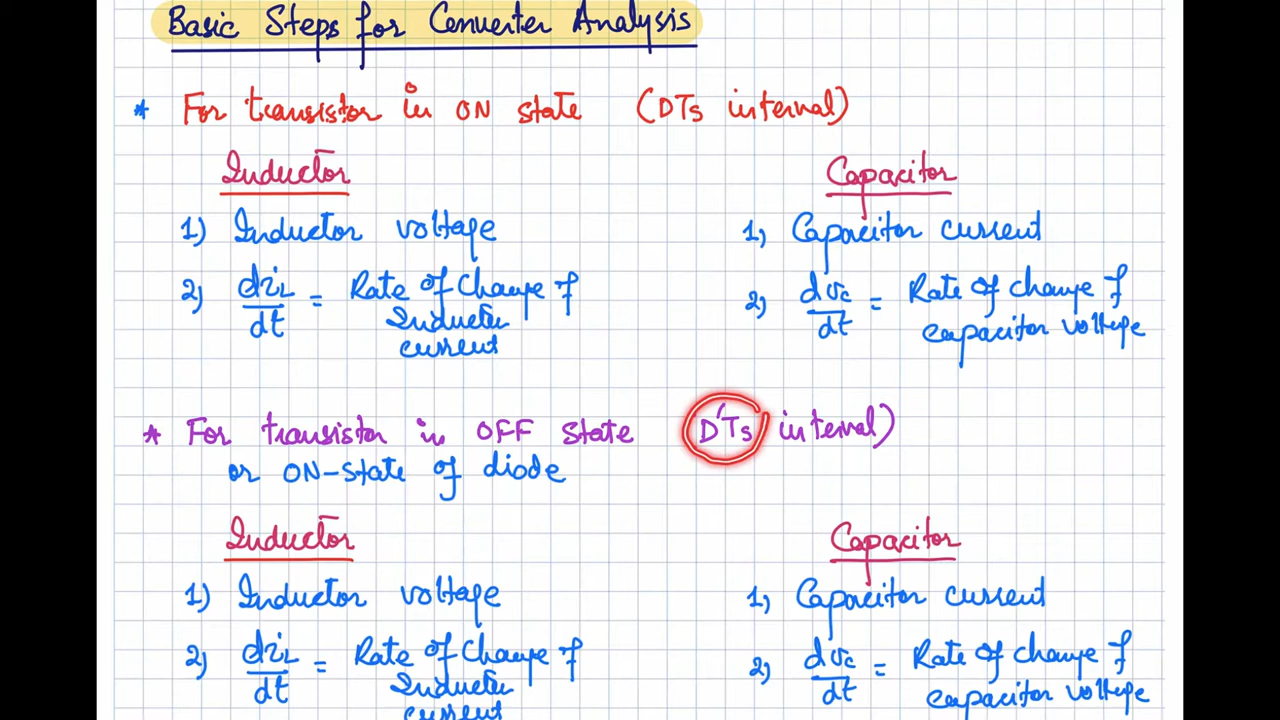 Basic Steps for Converter Analysis
* For transistor in ON state (DTs interval)
Inductor Capacitor
1) Inductor voltage 1) Capacitor current
2) diL/dt = Rate of Change of Inductor current 2) dvc/dt = Rate of change of capacitor voltage
* For transistor in OFF state D'Ts interval)
or ON-state of diode
Inductor Capacitor
1) Inductor voltage 1) Capacitor current
2) diL/dt = Rate of Change of Inductor current 2) dvc/dt = Rate of change of capacitor voltage